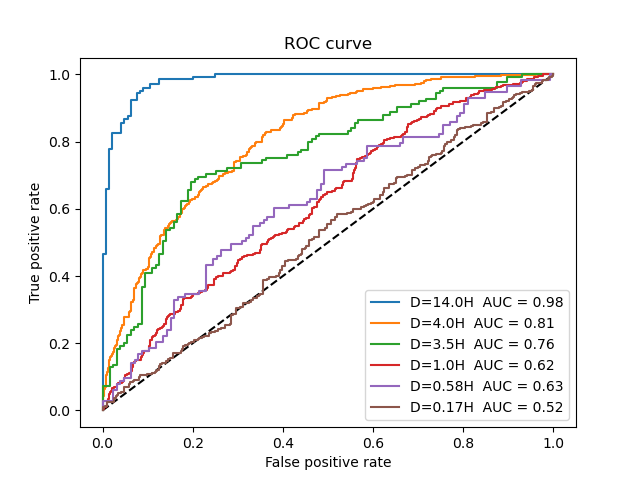 ROC curve
True positive rate
1.0
0.8
0.6
0.4
0.2
0.0
D=14.0H AUC = 0.98
D=4.0H AUC = 0.81
D=3.5H AUC = 0.76
D=1.0H AUC = 0.62
D=0.58H AUC = 0.63
D=0.17H AUC = 0.52
0.0 0.2 0.4 0.6 0.8 1.0
False positive rate